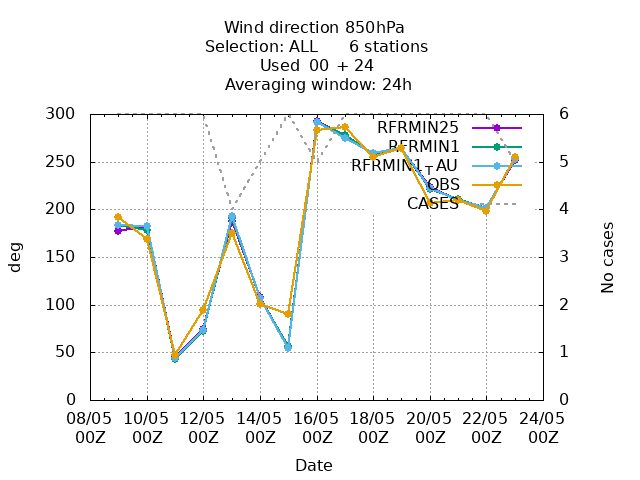 Wind direction 850hPa
Selection: ALL 6 stations
Used 00 + 24
Averaging window: 24h
300
250
200
150
100
50
0
deg
6
5
4
3
2
1
0
No cases
RFRMIN25
RFRMIN1
RFRMIN1_AU
OBS
CASES
08/05 10/05 12/05 14/05 16/05 18/05 20/05 22/05 24/05
00Z 00Z 00Z 00Z 00Z 00Z 00Z 00Z 00Z
Date